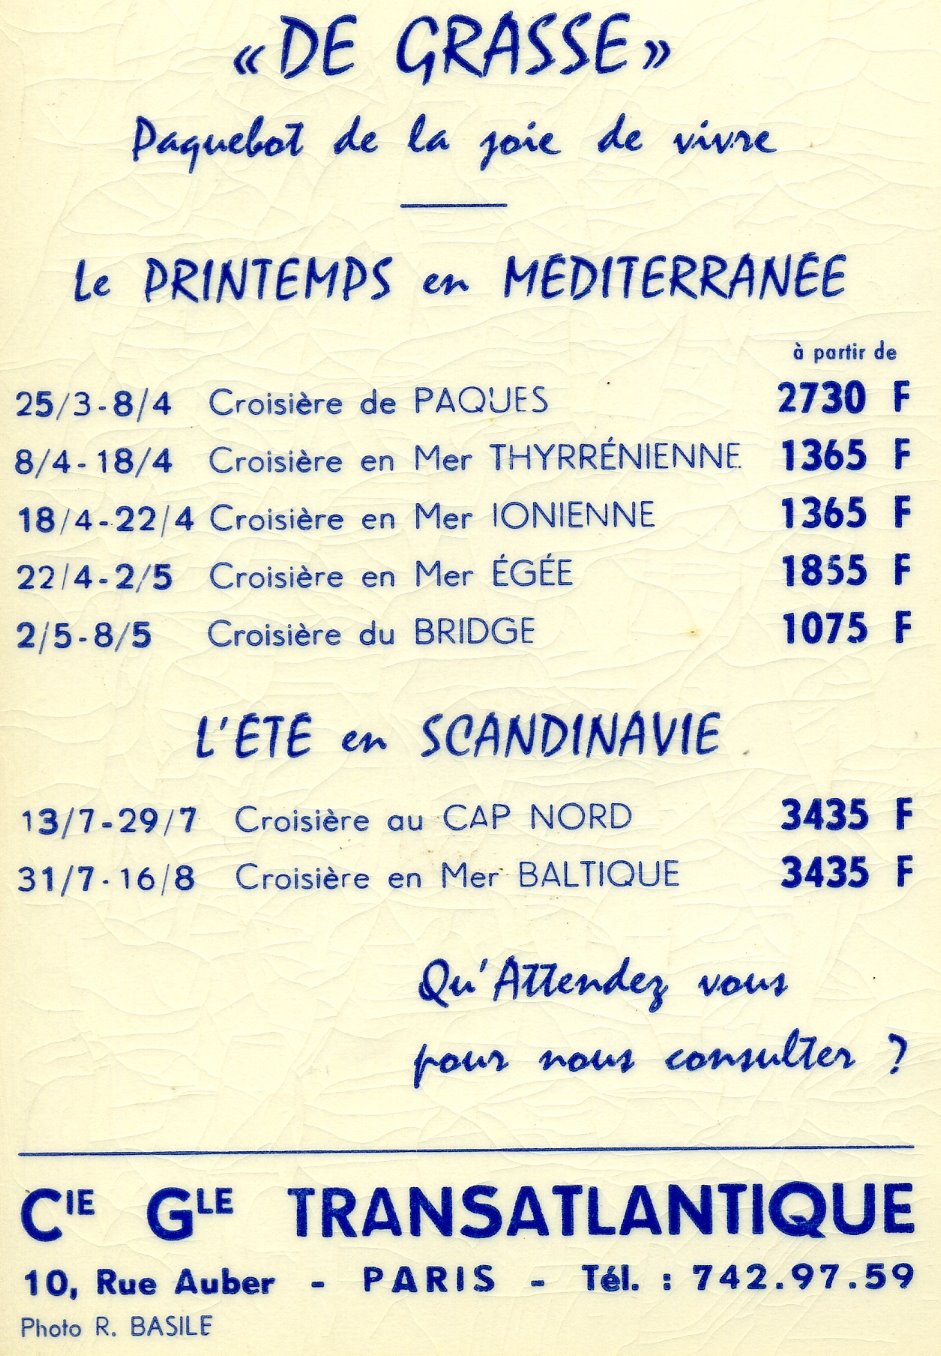 « DE GRASSE »
Paquebot de la joie de vivre
Le PRINTEMPS en MEDITERRANÉE
à partir de
25/3-8/4 Croisière de PAQUES 2730 F
8/4-18/4 Croisière en Mer THYRRÉNIENNE 1365 F
18/4-22/4 Croisière en Mer IONIENNE 1365 F
22/4-2/5 Croisière en Mer ÉGÉE 1855 F
2/5-8/5 Croisière du BRIDGE 1075 F
L'ÉTÉ en SCANDINAVIE
13/7-29/7 Croisière au CAP NORD 3435 F
31/7-16/8 Croisière en Mer BALTIQUE 3435 F
Qu'Attendez vous
pour nous consulter ?
CIE GLE TRANSATLANTIQUE
10, Rue Auber - PARIS - Tél. : 742.97.59
Photo R. BASILE